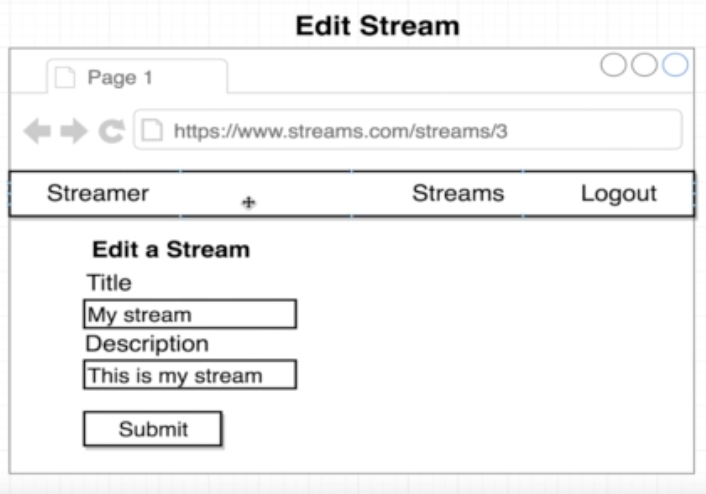 Edit Stream
Page 1
https://www.streams.com/streams/3
Streamer Streams Logout
Edit a Stream
Title
My stream
Description
This is my stream
Submit